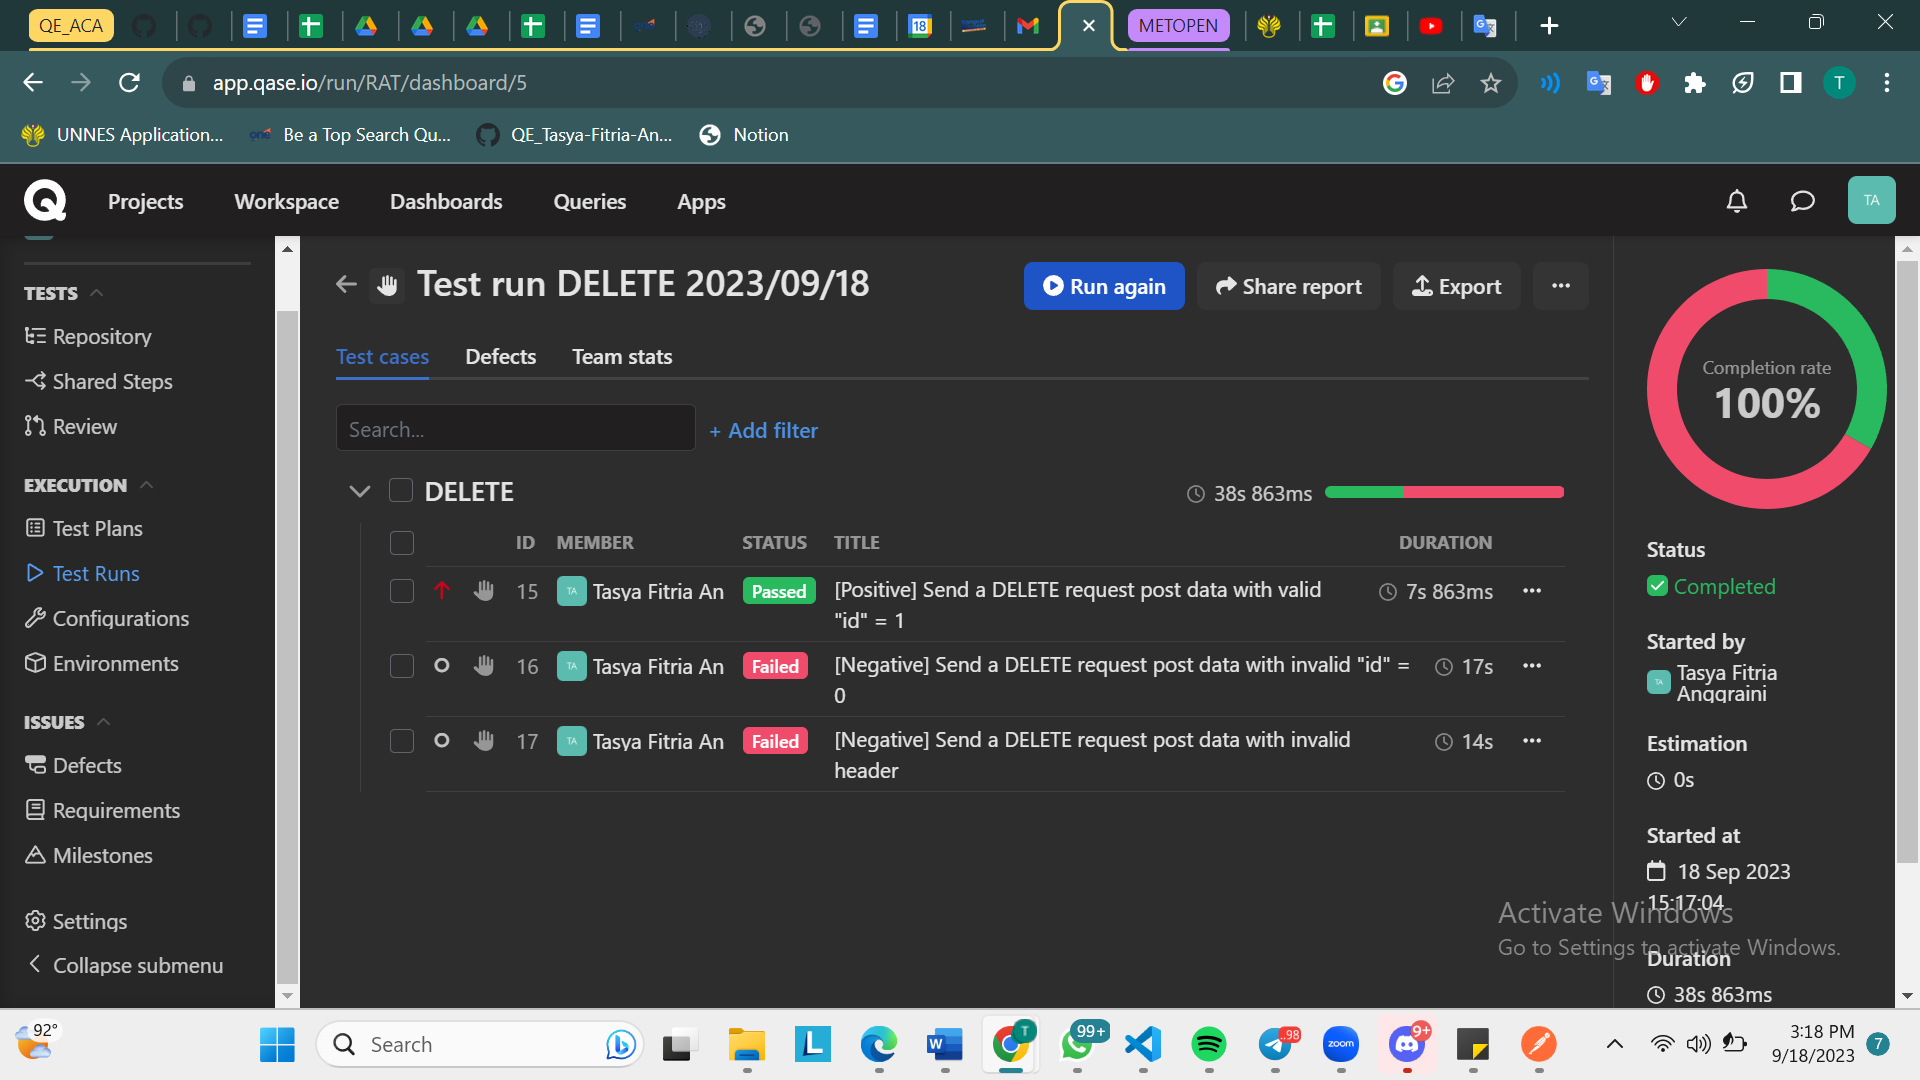 QE_ACA
METOPEN
app.qase.io/run/RAT/dashboard/5
T
UNNES Application...
one Be a Top Search Qu...
QE_Tasya-Fitria-An...
Notion
Projects
Workspace
Dashboards
Queries
Apps
TA
TESTS
Repository
Shared Steps
Review
EXECUTION
Test Plans
Test Runs
Configurations
Environments
ISSUES
Defects
Requirements
Milestones
Settings
Collapse submenu
Test run DELETE 2023/09/18
Run again
Share report
Export
Test cases
Defects
Team stats
Search...
+ Add filter
DELETE
38s 863ms
ID MEMBER STATUS TITLE DURATION
15 TA Tasya Fitria An Passed [Positive] Send a DELETE request post data with valid 7s 863ms
"id" = 1
16 TA Tasya Fitria An Failed [Negative] Send a DELETE request post data with invalid "id" = 17s
0
17 TA Tasya Fitria An Failed [Negative] Send a DELETE request post data with invalid 14s
header
Completion rate
100%
Status
Completed
Started by
TA Tasya Fitria
Anggraini
Estimation
0s
Started at
18 Sep 2023
15:17:04
Duration
38s 863ms
Activate Windows
Go to Settings to activate Windows.
92°
Search
L
W
T
99+
..98
zoom
9+
3:18 PM
9/18/2023
7